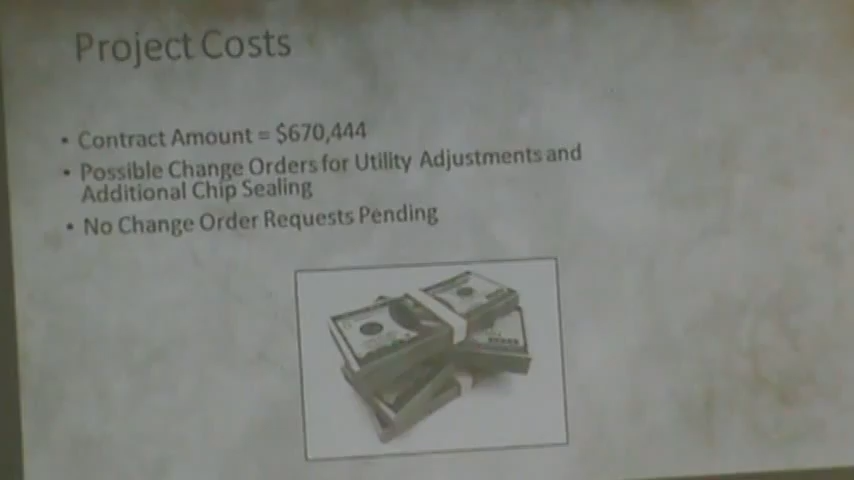 Project Costs
• Contract Amount = $670,444
• Possible Change Orders for Utility Adjustments and
Additional Chip Sealing
• No Change Order Requests Pending